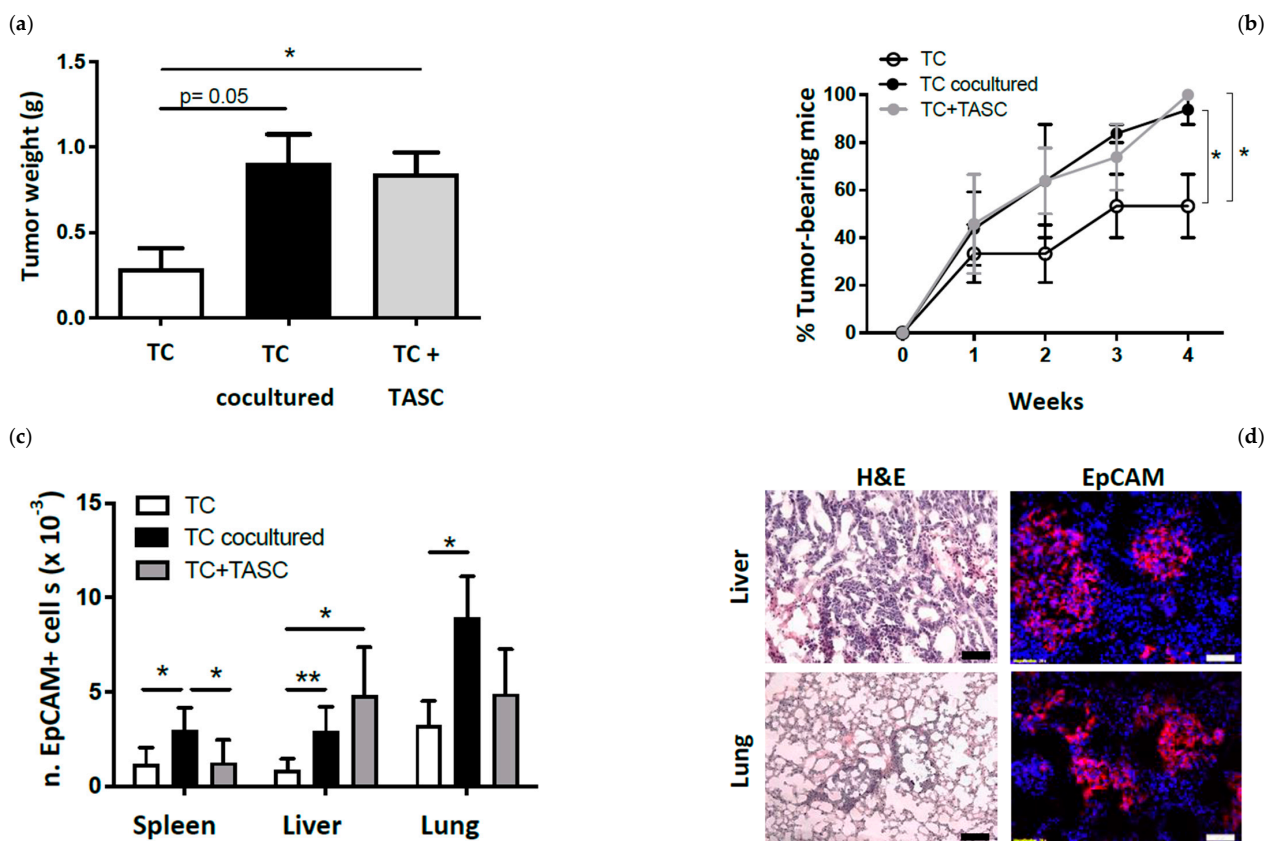 (a)
1.5
1.0
0.5
0.0
Tumor weight (g)
*
p= 0.05
TC
TC
cocultured
TC +
TASC
(b)
TC
TC cocultured
TC+TASC
100
80
60
40
20
0
% Tumor-bearing mice
*
*
0 1 2 3 4
Weeks
(c)
15
10
5
0
n. EpCAM+ cell s (x 10-3)
TC
TC cocultured
TC+TASC
* *
** *
*
Spleen Liver Lung
(d)
H&E EpCAM
Liver
Lung